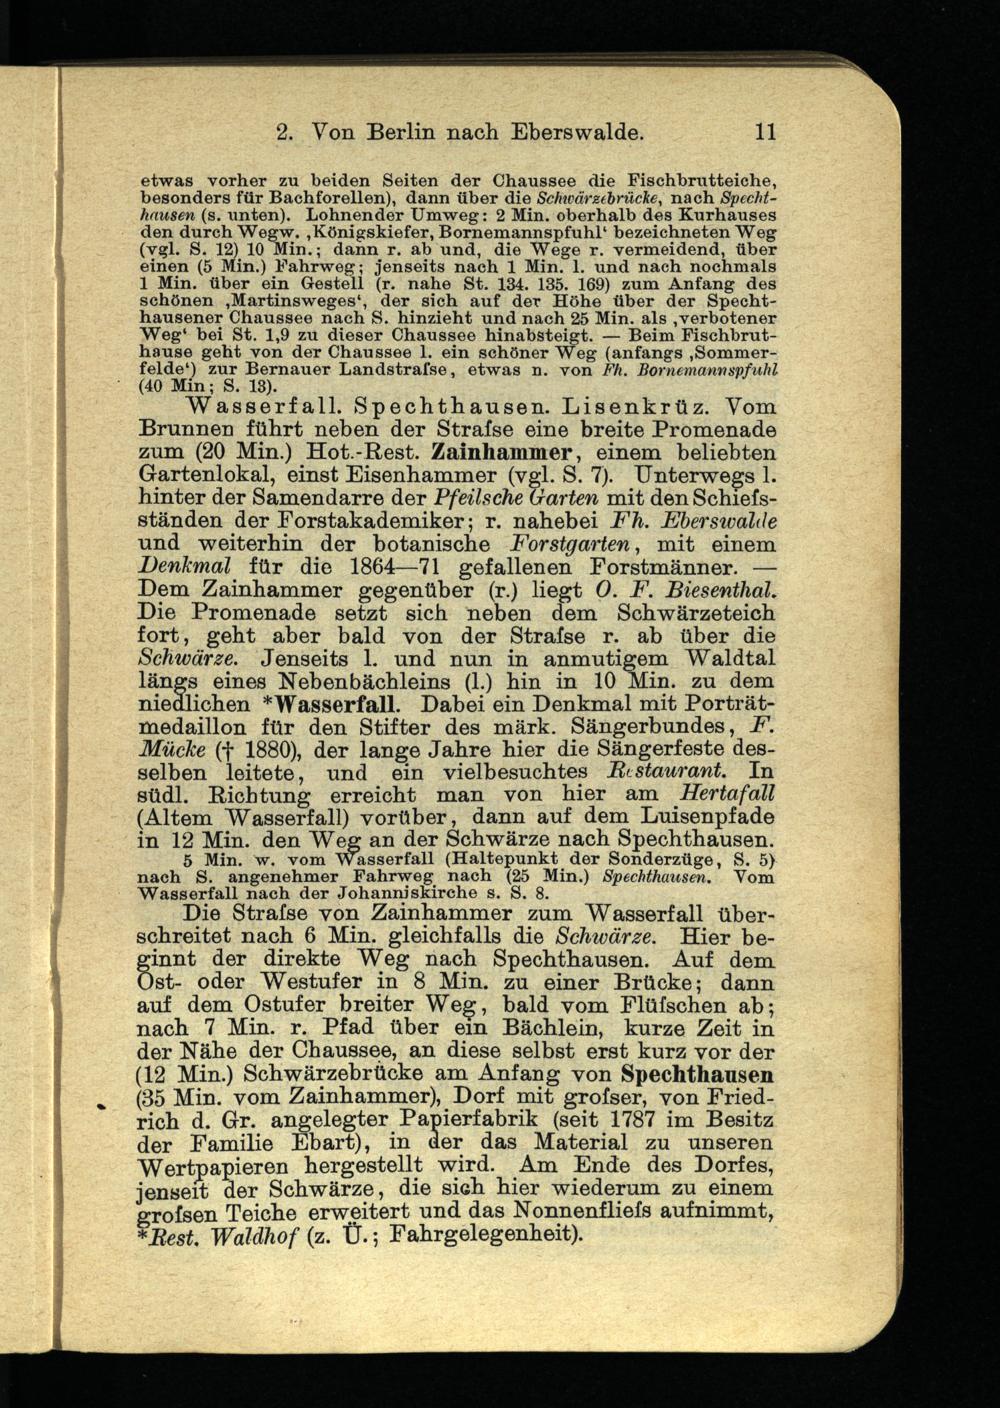 2. Von Berlin nach Eberswalde. 11
etwas vorher zu beiden Seiten der Chaussee die Fischbrutteiche,
besonders für Bachforellen), dann über die Schwärzebrücke, nach Specht-
hausen (s. unten). Lohnender Umweg: 2 Min. oberhalb des Kurhauses
den durch Wegw. ‚Königskiefer, Bornemannspfuhl‘ bezeichneten Weg
(vgl. S. 12) 10 Min.; dann r. ab und, die Wege r. vermeidend, über
einen (5 Min.) Fahrweg; jenseits nach 1 Min. l. und nach nochmals
1 Min. über ein Gestell (r. nahe St. 134. 135. 169) zum Anfang des
schönen ‚Martinsweges‘, der sich auf der Höhe über der Specht-
hausener Chaussee nach S. hinzieht und nach 25 Min. als ‚verbotener
Weg‘ bei St. 1,9 zu dieser Chaussee hinabsteigt. — Beim Fischbrut-
hause geht von der Chaussee l. ein schöner Weg (anfangs ‚Sommer-
felde‘) zur Bernauer Landstraſse, etwas n. von Fh. Bornemannspfuhl
(40 Min; S. 13).
Wasserfall. Spechthausen. Lisenkrüz. Vom
Brunnen führt neben der Straſse eine breite Promenade
zum (20 Min.) Hot.-Rest. Zainhammer, einem beliebten
Gartenlokal, einst Eisenhammer (vgl. S. 7). Unterwegs l.
hinter der Samendarre der Pfeilsche Garten mit den Schieſs-
ständen der Forstakademiker; r. nahebei Fh. Eberswalde
und weiterhin der botanische Forstgarten, mit einem
Denkmal für die 1864—71 gefallenen Forstmänner. —
Dem Zainhammer gegenüber (r.) liegt O. F. Biesenthal.
Die Promenade setzt sich neben dem Schwärzeteich
fort, geht aber bald von der Straſse r. ab über die
Schwärze. Jenseits l. und nun in anmutigem Waldtal
längs eines Nebenbächleins (l.) hin in 10 Min. zu dem
niedlichen *Wasserfall. Dabei ein Denkmal mit Porträt-
medaillon für den Stifter des märk. Sängerbundes, F.
Mücke († 1880), der lange Jahre hier die Sängerfeste des-
selben leitete, und ein vielbesuchtes Restaurant. In
südl. Richtung erreicht man von hier am Hertafall
(Altem Wasserfall) vorüber, dann auf dem Luisenpfade
in 12 Min. den Weg an der Schwärze nach Spechthausen.
5 Min. w. vom Wasserfall (Haltepunkt der Sonderzüge, S. 5)
nach S. angenehmer Fahrweg nach (25 Min.) Spechthausen. Vom
Wasserfall nach der Johanniskirche s. S. 8.
Die Straſse von Zainhammer zum Wasserfall über-
schreitet nach 6 Min. gleichfalls die Schwärze. Hier be-
ginnt der direkte Weg nach Spechthausen. Auf dem
Ost- oder Westufer in 8 Min. zu einer Brücke; dann
auf dem Ostufer breiter Weg, bald vom Flüſschen ab;
nach 7 Min. r. Pfad über ein Bächlein, kurze Zeit in
der Nähe der Chaussee, an diese selbst erst kurz vor der
(12 Min.) Schwärzebrücke am Anfang von Spechthausen
(35 Min. vom Zainhammer), Dorf mit groſser, von Fried-
rich d. Gr. angelegter Papierfabrik (seit 1787 im Besitz
der Familie Ebart), in der das Material zu unseren
Wertpapieren hergestellt wird. Am Ende des Dorfes,
jenseit der Schwärze, die sich hier wiederum zu einem
groſsen Teiche erweitert und das Nonnenflieſs aufnimmt,
*Rest. Waldhof (z. Ü.; Fahrgelegenheit).